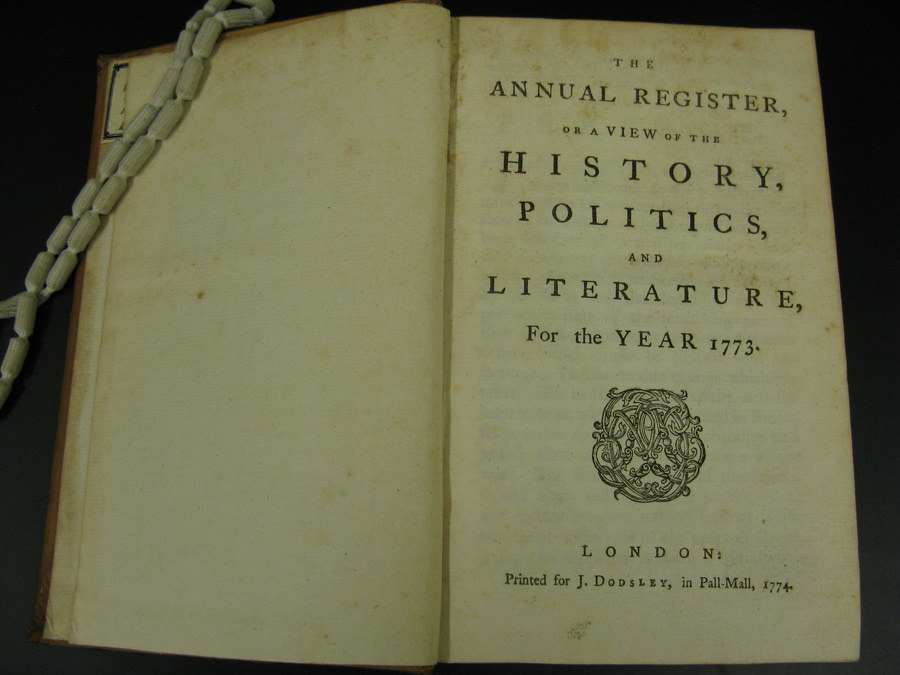 THE
ANNUAL REGISTER,
OR A VIEW OF THE
HISTORY,
POLITICS,
AND
LITERATURE,
For the YEAR 1773.
LONDON:
Printed for J. DODSLEY, in Pall-Mall, 1774.